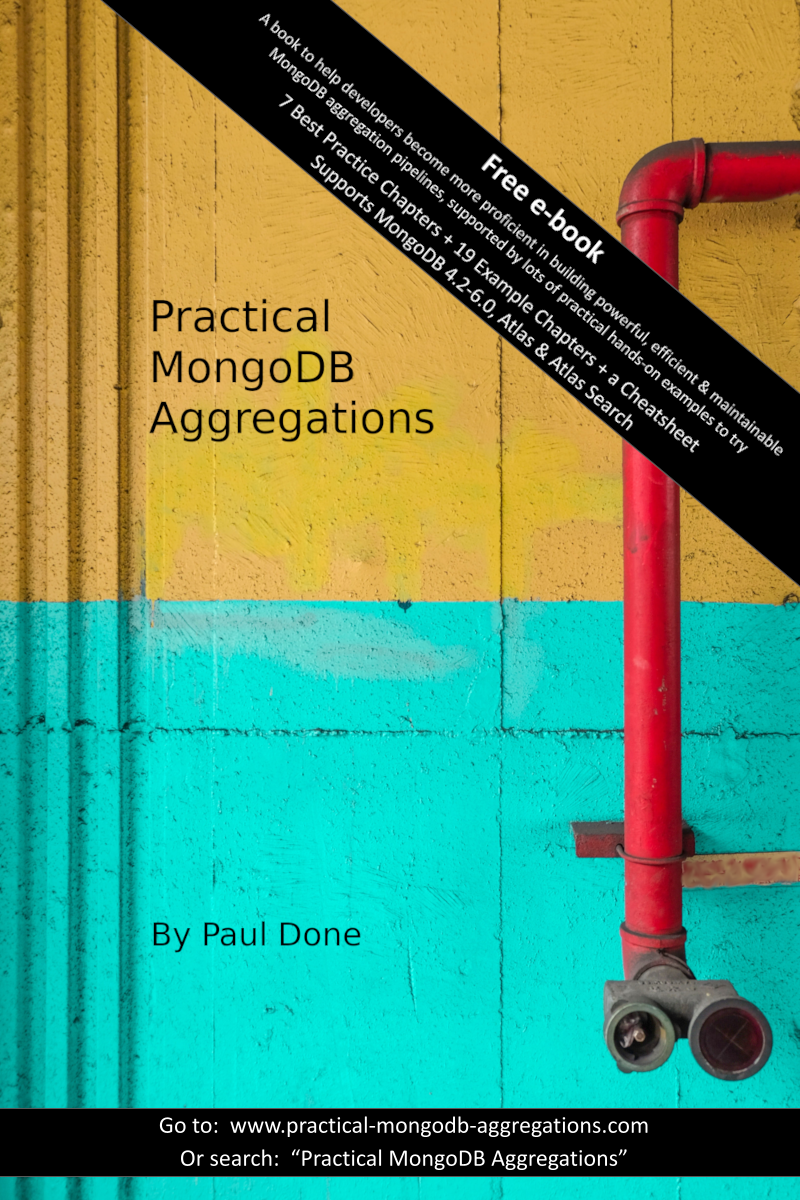 Free e-book
A book to help developers become more proficient in building powerful, efficient & maintainable
MongoDB aggregation pipelines, supported by lots of practical hands-on examples to try
7 Best Practice Chapters + 19 Example Chapters + a Cheatsheet
Supports MongoDB 4.2-6.0, Atlas & Atlas Search
Practical
MongoDB
Aggregations
By Paul Done
Go to:  www.practical-mongodb-aggregations.com
Or search:  “Practical MongoDB Aggregations”